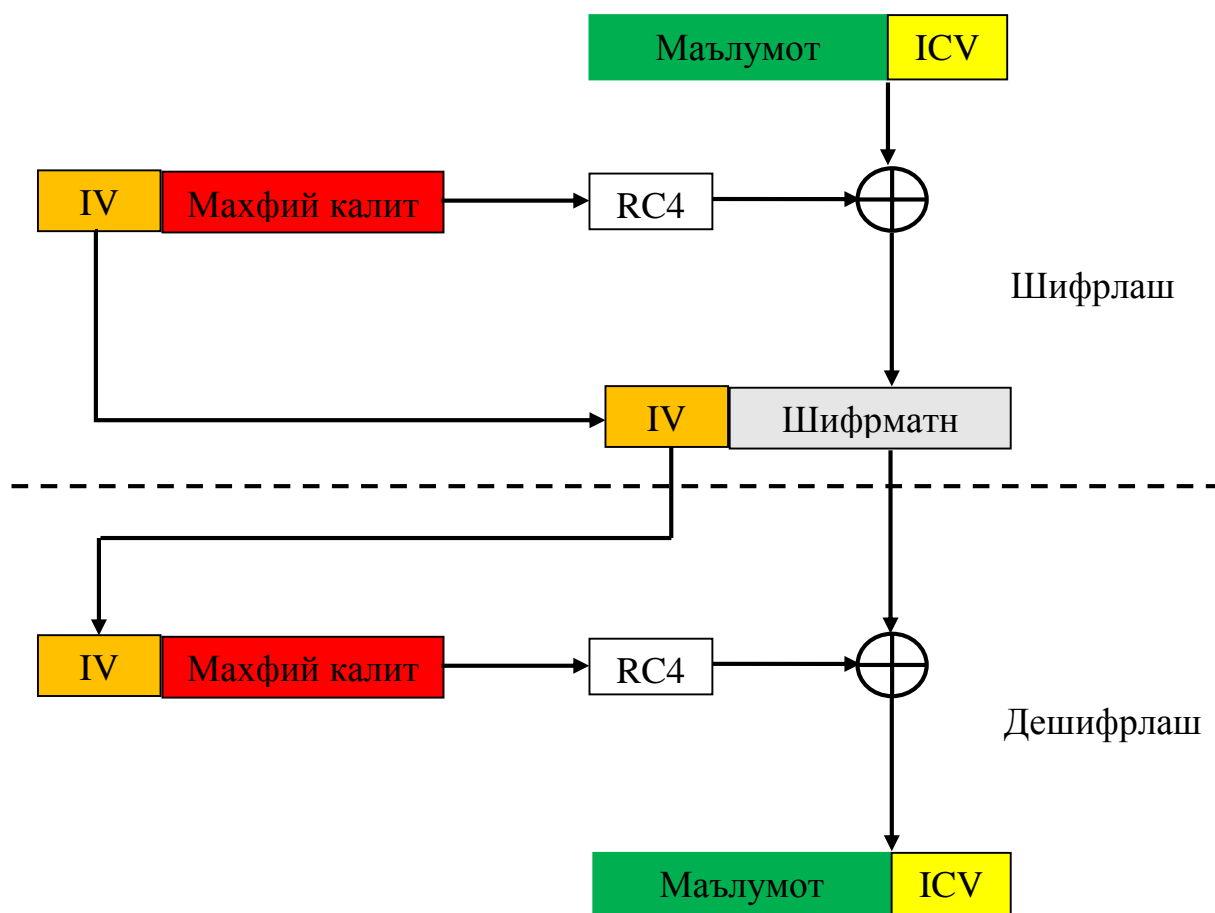 Маълумот ICV
IV Махфий калит RC4
Шифрлаш
IV Шифрматн
IV Махфий калит RC4
Дешифрлаш
Маълумот ICV